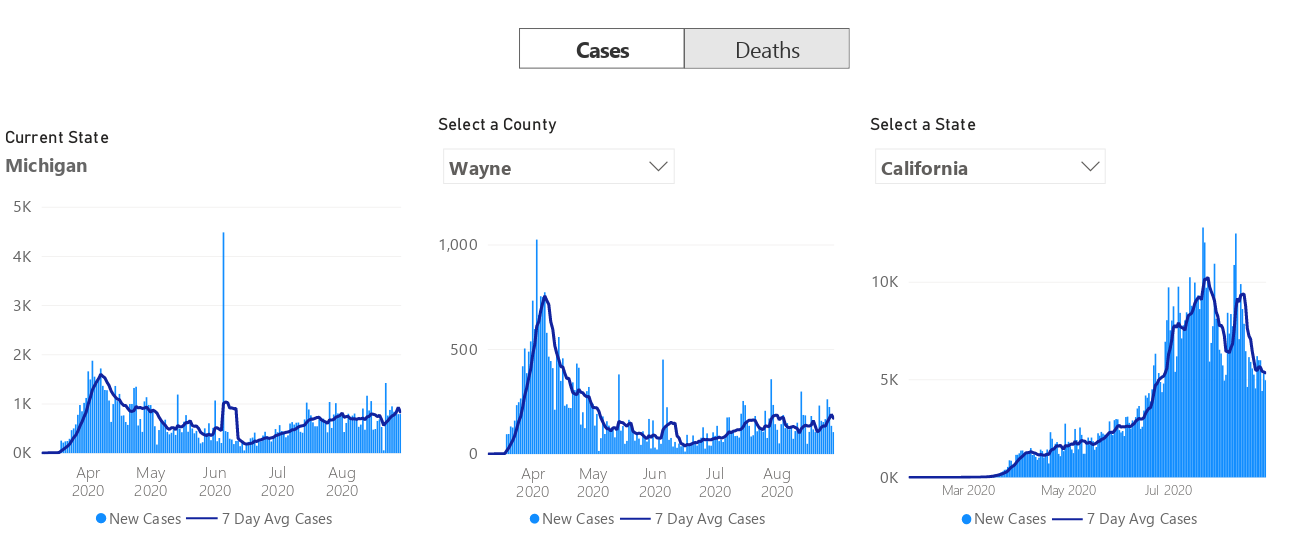 Cases
Deaths
Current State
Michigan
5K
4K
3K
2K
1K
0K
Apr 2020
May 2020
Jun 2020
Jul 2020
Aug 2020
New Cases
7 Day Avg Cases
Select a County
Wayne
1,000
500
0
Apr 2020
May 2020
Jun 2020
Jul 2020
Aug 2020
New Cases
7 Day Avg Cases
Select a State
California
10K
5K
0K
Mar 2020
May 2020
Jul 2020
New Cases
7 Day Avg Cases